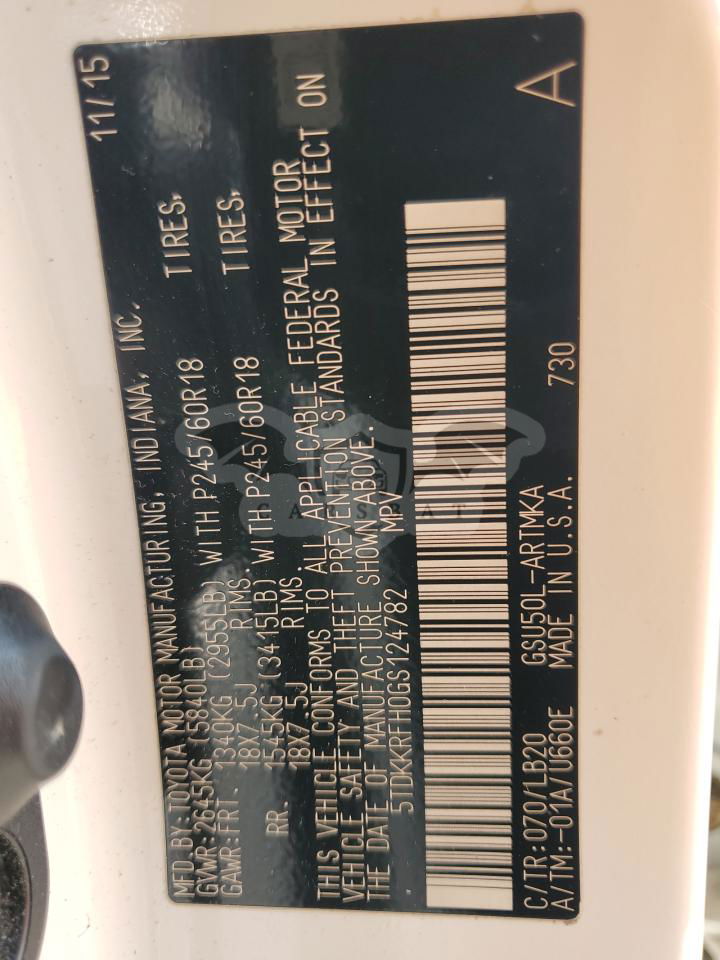 MFD.BY:TOYOTA MOTOR MANUFACTURING, INDIANA, INC. 11/15
GVWR:2645KG (5840LB)
GAWR:FRT. 1340KG (2955LB) WITH P245/60R18 TIRES,
18X7.5J RIMS.
RR. 1545KG (3415LB) WITH P245/60R18 TIRES,
18X7.5J RIMS.
THIS VEHICLE CONFORMS TO ALL APPLICABLE FEDERAL MOTOR
VEHICLE SAFETY AND THEFT PREVENTION STANDARDS IN EFFECT ON
THE DATE OF MANUFACTURE SHOWN ABOVE.
5TDKKRFH0GS124782 MPV
CARSBAT
C/TR:070/LB20 GSU50L-ARTMKA
A/TM:-01A/U660E MADE IN U.S.A. 730 A